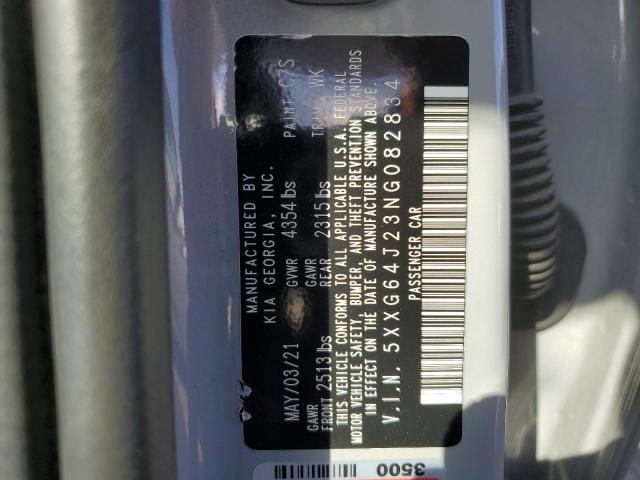 MANUFACTURED BY
KIA GEORGIA, INC.
MAY/03/21 GVWR 4354 lbs PAINT C7S
GAWR GAWR TRIM WK
FRONT 2513 lbs REAR 2315 lbs
THIS VEHICLE CONFORMS TO ALL APPLICABLE U.S.A. FEDERAL
MOTOR VEHICLE SAFETY, BUMPER, AND THEFT PREVENTION STANDARDS
IN EFFECT ON THE DATE OF MANUFACTURE SHOWN ABOVE.
V.I.N. 5XXG64J23NG082834
PASSENGER CAR
3500